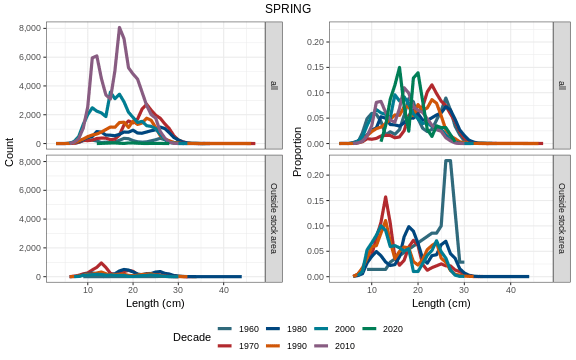 SPRING
Count
8,000
6,000
4,000
2,000
0
all
8,000
6,000
4,000
2,000
0
Outside stock area
10 20 30 40
Length (cm)
Proportion
0.20
0.15
0.10
0.05
0.00
all
0.20
0.15
0.10
0.05
0.00
Outside stock area
10 20 30 40
Length (cm)
Decade
1960 1980 2000 2020
1970 1990 2010